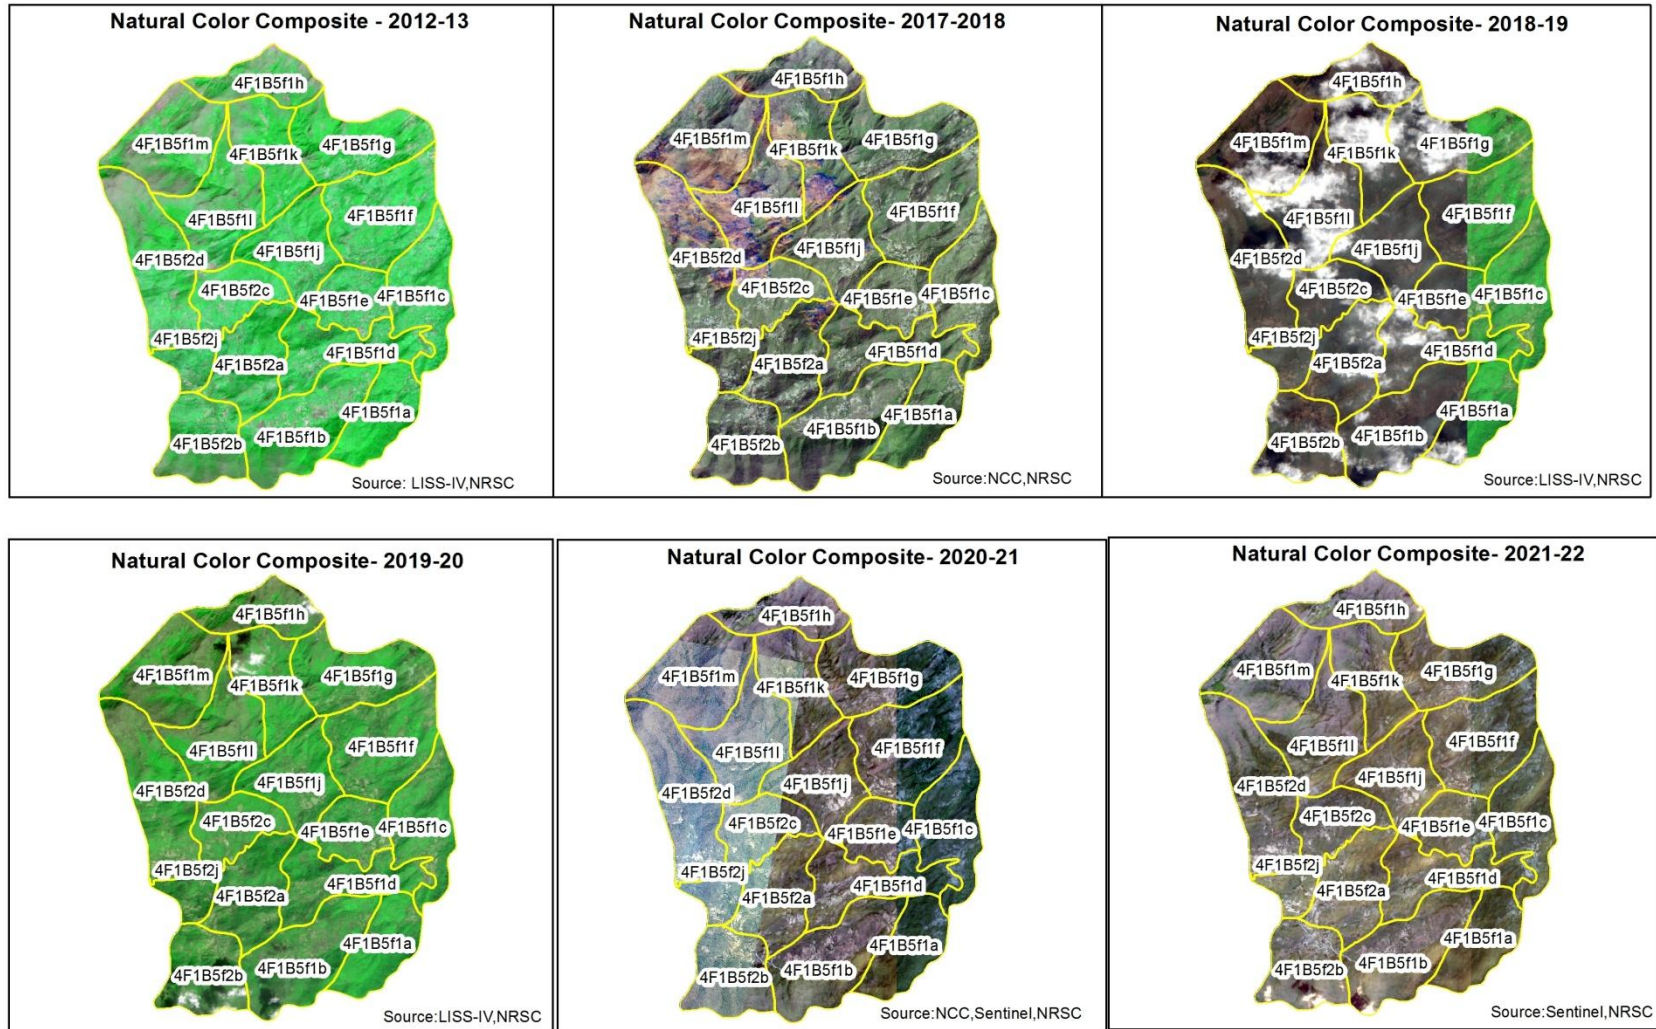 Natural Color Composite - 2012-13
4F1B5f1h
4F1B5f1m
4F1B5f1k
4F1B5f1g
4F1B5f1l
4F1B5f1f
4F1B5f2d
4F1B5f1j
4F1B5f2c
4F1B5f1e
4F1B5f1c
4F1B5f2j
4F1B5f2a
4F1B5f1d
4F1B5f1a
4F1B5f2b
4F1B5f1b
Source: LISS-IV,NRSC
Natural Color Composite- 2017-2018
4F1B5f1h
4F1B5f1m
4F1B5f1k
4F1B5f1g
4F1B5f1l
4F1B5f1f
4F1B5f2d
4F1B5f1j
4F1B5f2c
4F1B5f1e
4F1B5f1c
4F1B5f2j
4F1B5f2a
4F1B5f1d
4F1B5f1a
4F1B5f2b
4F1B5f1b
Source:NCC,NRSC
Natural Color Composite- 2018-19
4F1B5f1h
4F1B5f1m
4F1B5f1k
4F1B5f1g
4F1B5f1l
4F1B5f1f
4F1B5f2d
4F1B5f1j
4F1B5f2c
4F1B5f1e
4F1B5f1c
4F1B5f2j
4F1B5f2a
4F1B5f1d
4F1B5f1a
4F1B5f2b
4F1B5f1b
Source:LISS-IV,NRSC
Natural Color Composite- 2019-20
4F1B5f1h
4F1B5f1m
4F1B5f1k
4F1B5f1g
4F1B5f1l
4F1B5f1f
4F1B5f2d
4F1B5f1j
4F1B5f2c
4F1B5f1e
4F1B5f1c
4F1B5f2j
4F1B5f2a
4F1B5f1d
4F1B5f1a
4F1B5f2b
4F1B5f1b
Source:LISS-IV,NRSC
Natural Color Composite- 2020-21
4F1B5f1h
4F1B5f1m
4F1B5f1k
4F1B5f1g
4F1B5f1l
4F1B5f1f
4F1B5f2d
4F1B5f1j
4F1B5f2c
4F1B5f1e
4F1B5f1c
4F1B5f2j
4F1B5f2a
4F1B5f1d
4F1B5f1a
4F1B5f2b
4F1B5f1b
Source:NCC,Sentinel,NRSC
Natural Color Composite- 2021-22
4F1B5f1h
4F1B5f1m
4F1B5f1k
4F1B5f1g
4F1B5f1l
4F1B5f1f
4F1B5f2d
4F1B5f1j
4F1B5f2c
4F1B5f1e
4F1B5f1c
4F1B5f2j
4F1B5f2a
4F1B5f1d
4F1B5f1a
4F1B5f2b
4F1B5f1b
Source:Sentinel,NRSC